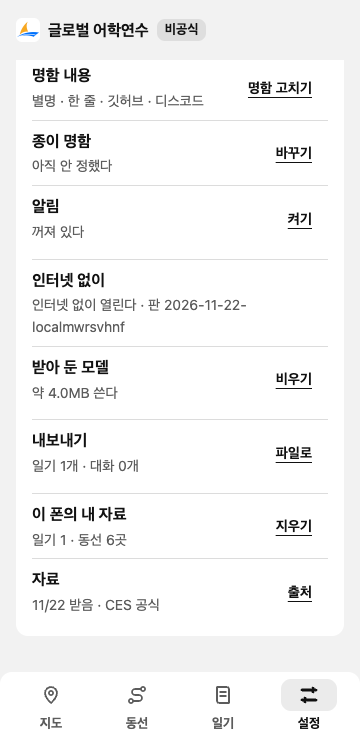 글로벌 어학연수 비공식
명함 내용
별명 · 한 줄 · 깃허브 · 디스코드
명함 고치기
종이 명함
아직 안 정했다
바꾸기
알림
꺼져 있다
켜기
인터넷 없이
인터넷 없이 열린다 · 판 2026-11-22-
localmwrsvhnf
받아 둔 모델
약 4.0MB 쓴다
비우기
내보내기
일기 1개 · 대화 0개
파일로
이 폰의 내 자료
일기 1 · 동선 6곳
지우기
자료
11/22 받음 · CES 공식
출처
지도 동선 일기 설정